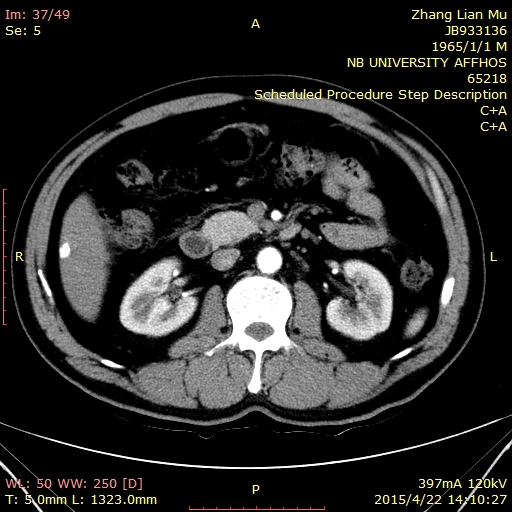 Im: 37/49
Se: 5
A
Zhang Lian Mu
JB933136
1965/1/1 M
NB UNIVERSITY AFFHOS
65218
Scheduled Procedure Step Description
C+A
C+A
R
L
WL: 50 WW: 250 [D]
T: 5.0mm L: 1323.0mm
P
397mA 120kV
2015/4/22 14:10:27